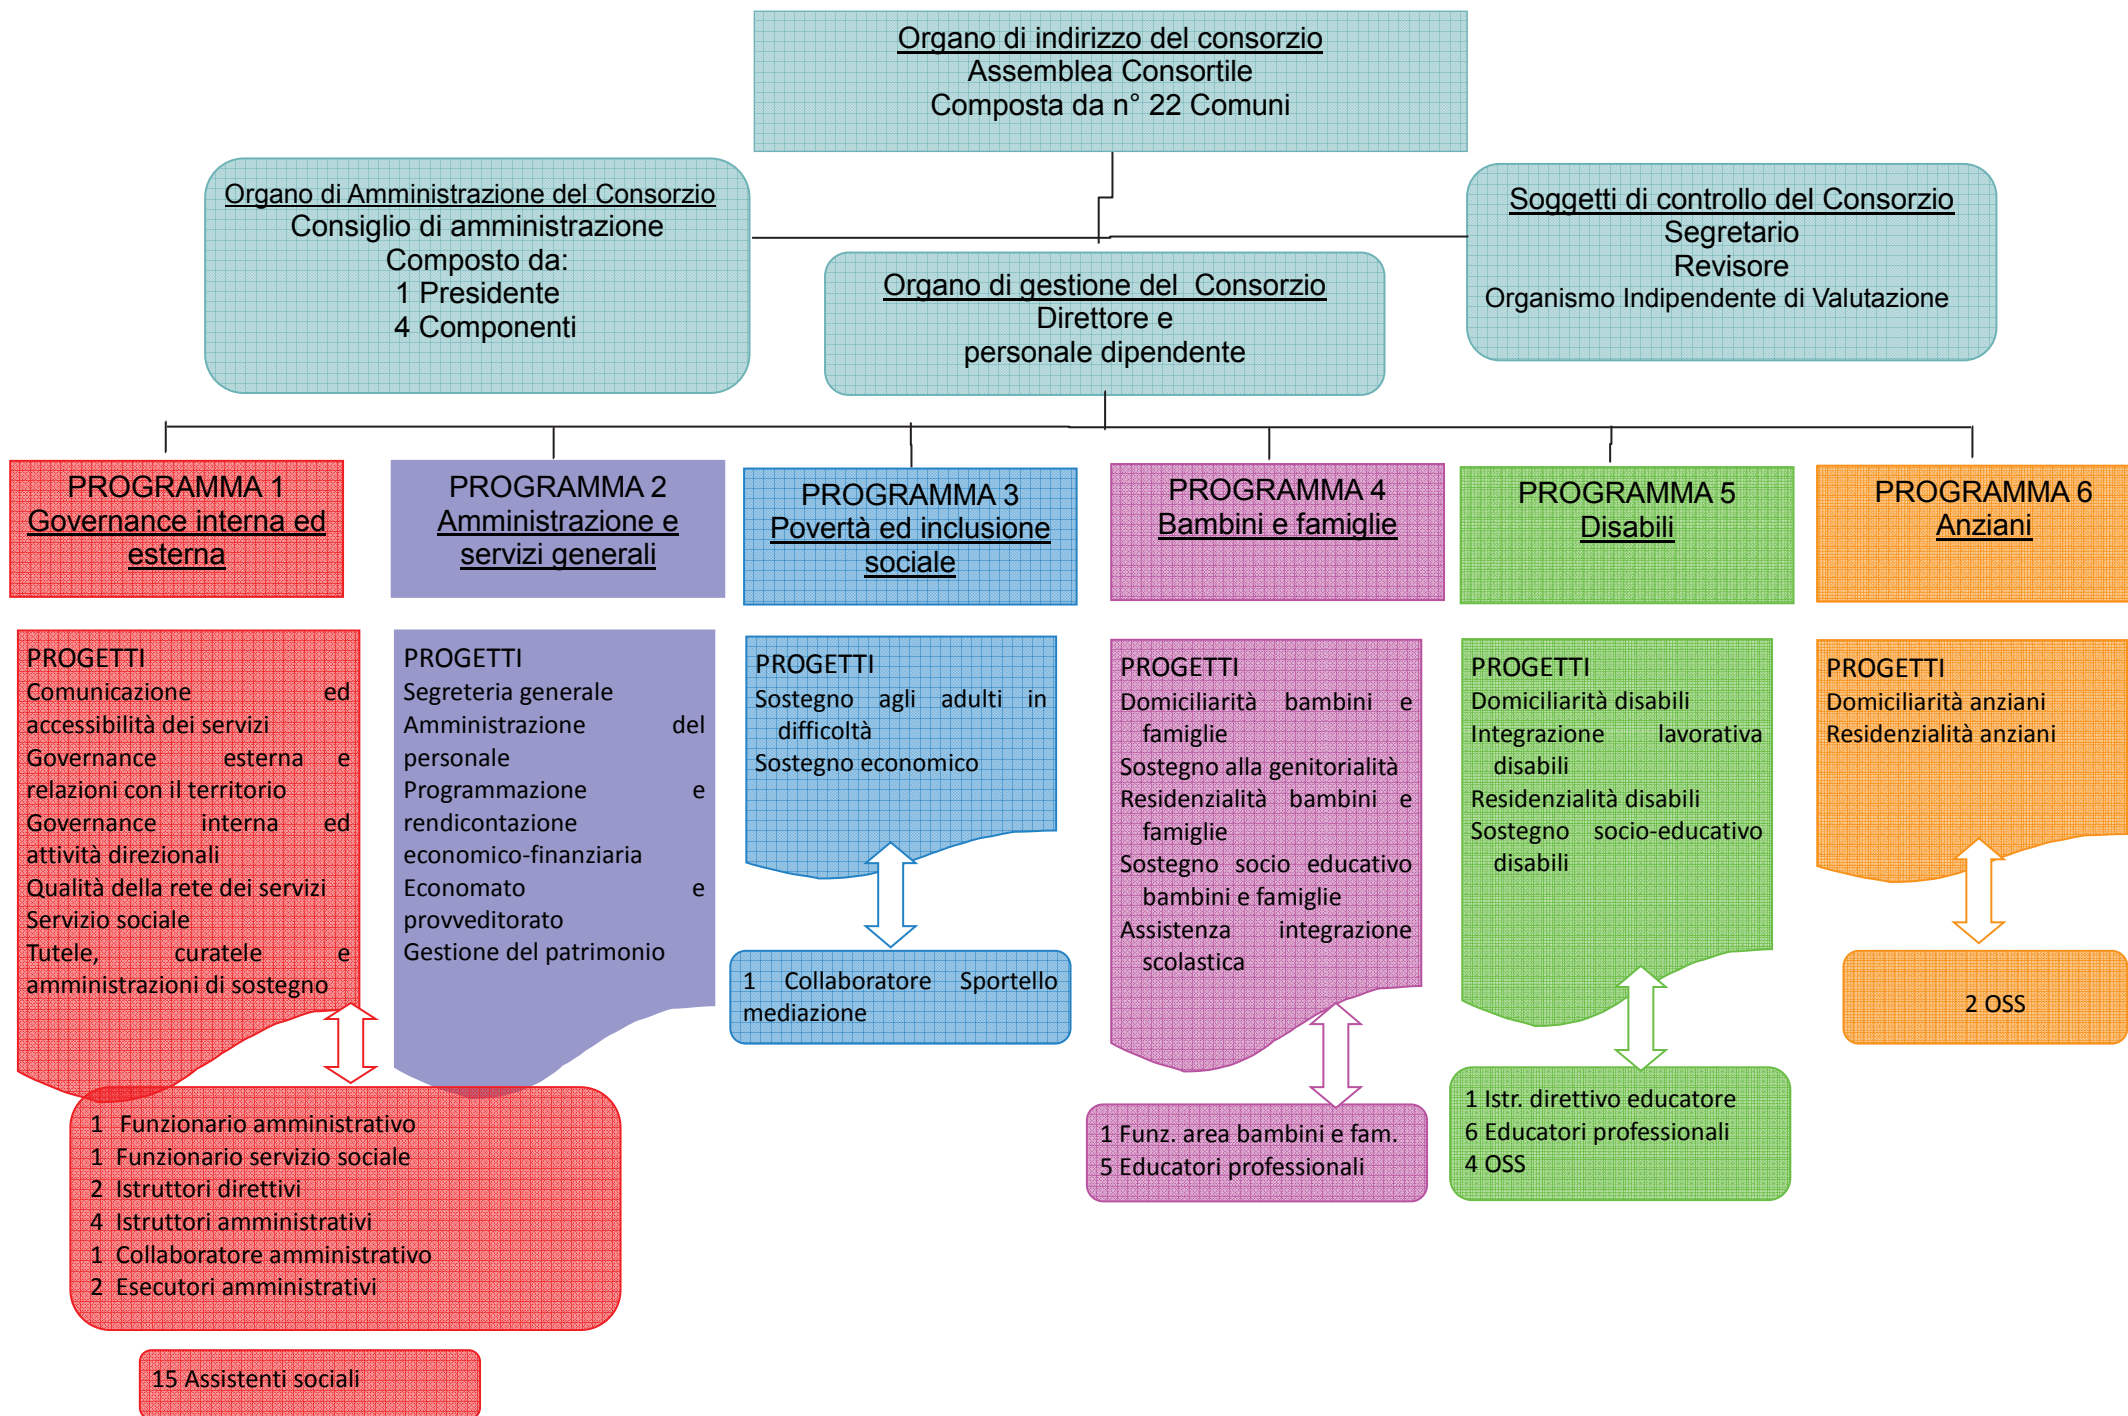 Organo di indirizzo del consorzio
Assemblea Consortile
Composta da n° 22 Comuni
Organo di Amministrazione del Consorzio
Consiglio di amministrazione
Composto da:
1 Presidente
4 Componenti
Organo di gestione del Consorzio
Direttore e
personale dipendente
Soggetti di controllo del Consorzio
Segretario
Revisore
Organismo Indipendente di Valutazione
PROGRAMMA 1
Governance interna ed
esterna
PROGRAMMA 2
Amministrazione e
servizi generali
PROGRAMMA 3
Povertà ed inclusione
sociale
PROGRAMMA 4
Bambini e famiglie
PROGRAMMA 5
Disabili
PROGRAMMA 6
Anziani
PROGETTI
Comunicazione ed
accessibilità dei servizi
Governance esterna e
relazioni con il territorio
Governance interna ed
attività direzionali
Qualità della rete dei servizi
Servizio sociale
Tutele, curatele e
amministrazioni di sostegno
PROGETTI
Segreteria generale
Amministrazione del
personale
Programmazione e
rendicontazione
economico-finanziaria
Economato e
provveditorato
Gestione del patrimonio
PROGETTI
Sostegno agli adulti in
difficoltà
Sostegno economico
PROGETTI
Domiciliarità bambini e
famiglie
Sostegno alla genitorialità
Residenzialità bambini e
famiglie
Sostegno socio educativo
bambini e famiglie
Assistenza integrazione
scolastica
PROGETTI
Domiciliarità disabili
Integrazione lavorativa
disabili
Residenzialità disabili
Sostegno socio-educativo
disabili
PROGETTI
Domiciliarità anziani
Residenzialità anziani
1 Funzionario amministrativo
1 Funzionario servizio sociale
2 Istruttori direttivi
4 Istruttori amministrativi
1 Collaboratore amministrativo
2 Esecutori amministrativi
15 Assistenti sociali
1 Collaboratore Sportello
mediazione
1 Funz. area bambini e fam.
5 Educatori professionali
1 Istr. direttivo educatore
6 Educatori professionali
4 OSS
2 OSS